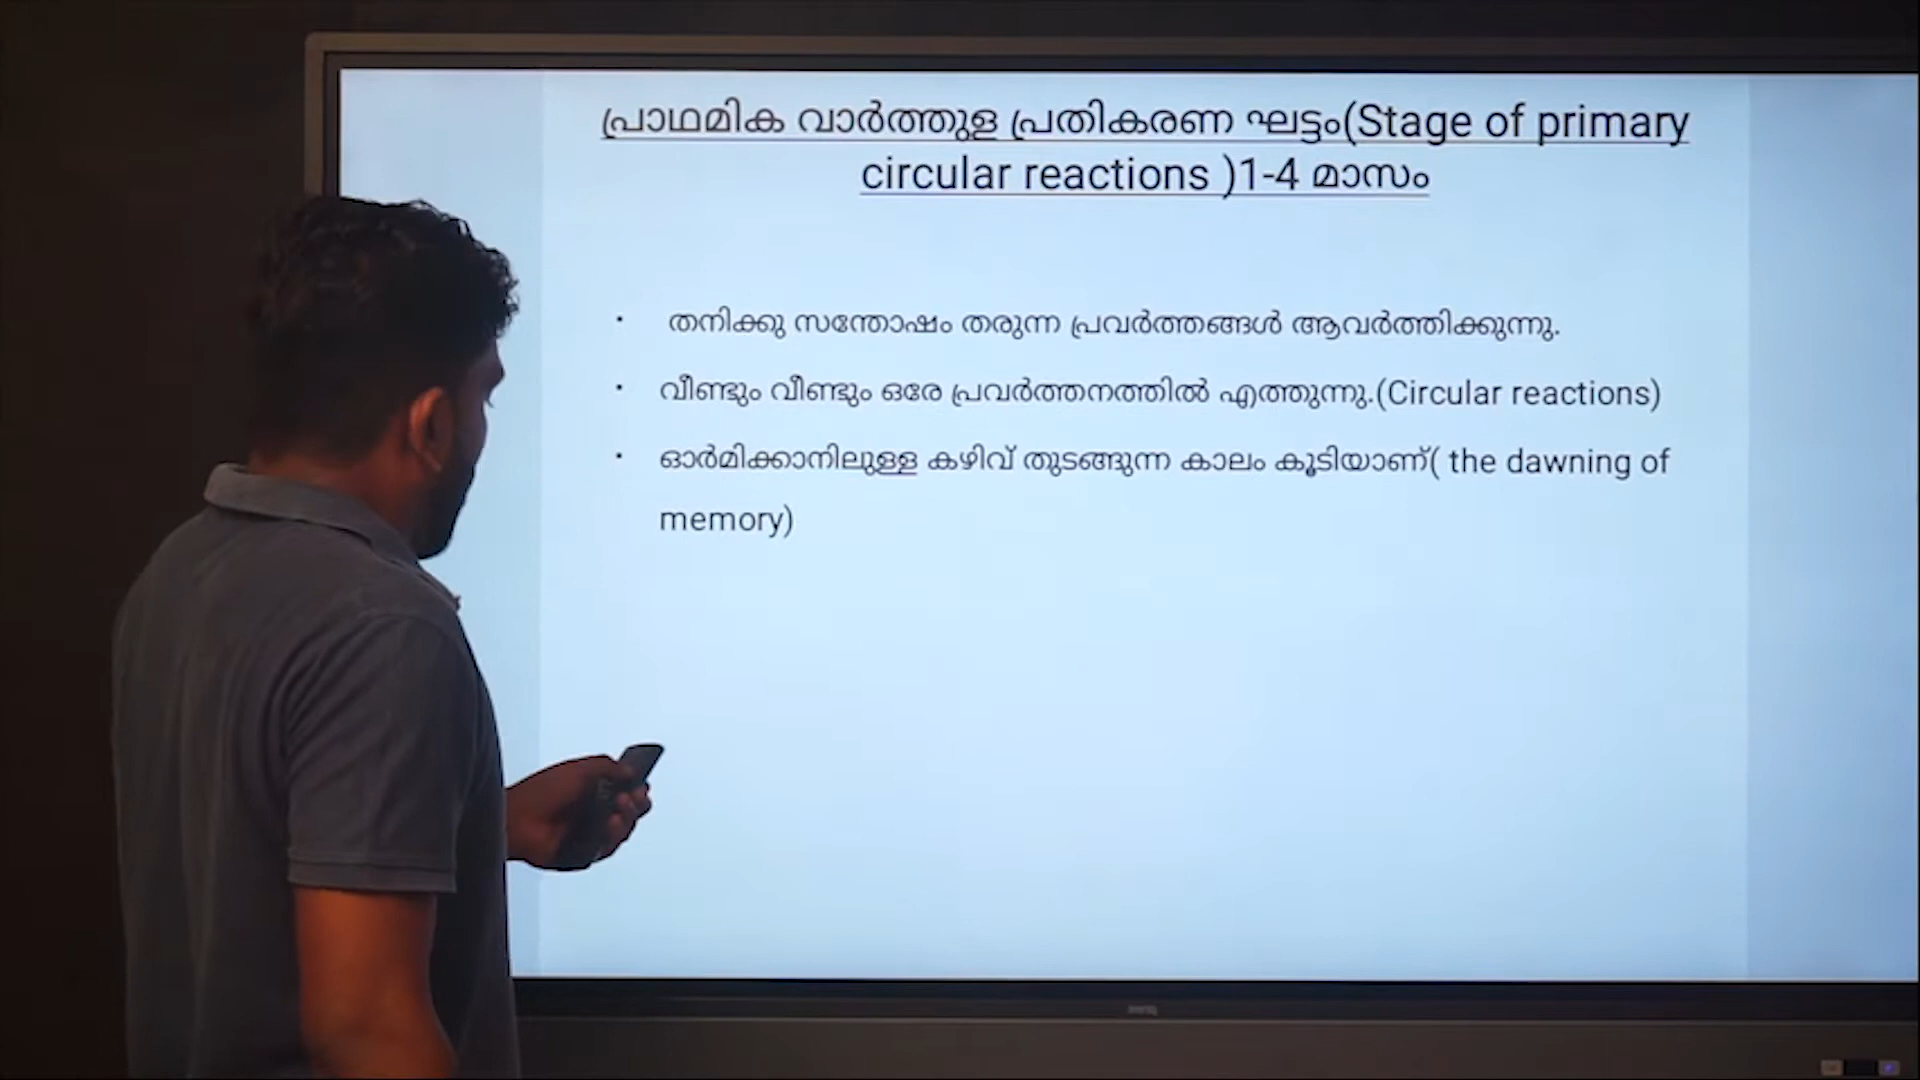 പ്രാഥമിക വാർത്തുള പ്രതികരണ ഘട്ടം(Stage of primary
circular reactions )1-4 മാസം
· തനിക്കു സന്തോഷം തരുന്ന പ്രവർത്തങ്ങൾ ആവർത്തിക്കുന്നു.
· വീണ്ടും വീണ്ടും ഒരേ പ്രവർത്തനത്തിൽ എത്തുന്നു.(Circular reactions)
· ഓർമിക്കാനിലുള്ള കഴിവ് തുടങ്ങുന്ന കാലം കൂടിയാണ്( the dawning of
memory)